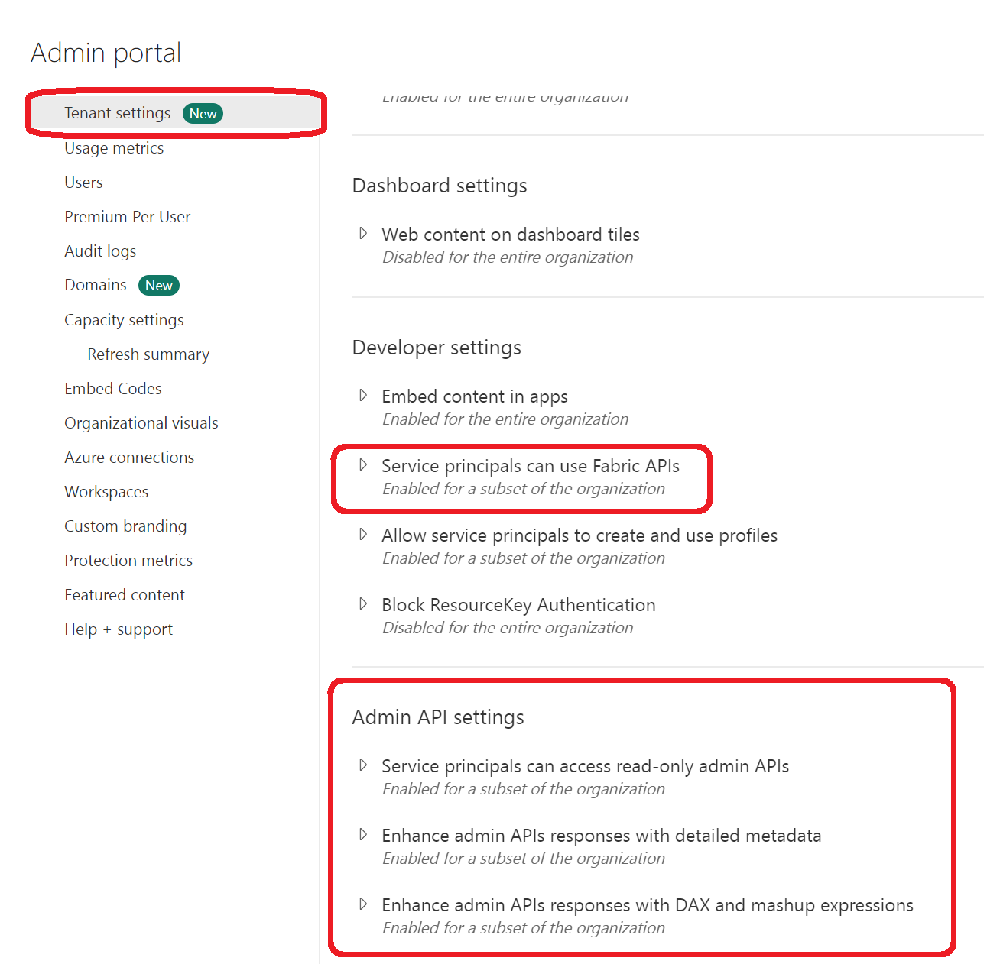 Admin portal
Tenant settings New
Usage metrics
Users
Premium Per User
Audit logs
Domains New
Capacity settings
Refresh summary
Embed Codes
Organizational visuals
Azure connections
Workspaces
Custom branding
Protection metrics
Featured content
Help + support
Enabled for the entire organization
Dashboard settings
Web content on dashboard tiles
Disabled for the entire organization
Developer settings
Embed content in apps
Enabled for the entire organization
Service principals can use Fabric APIs
Enabled for a subset of the organization
Allow service principals to create and use profiles
Enabled for a subset of the organization
Block ResourceKey Authentication
Disabled for the entire organization
Admin API settings
Service principals can access read-only admin APIs
Enabled for a subset of the organization
Enhance admin APIs responses with detailed metadata
Enabled for a subset of the organization
Enhance admin APIs responses with DAX and mashup expressions
Enabled for a subset of the organization